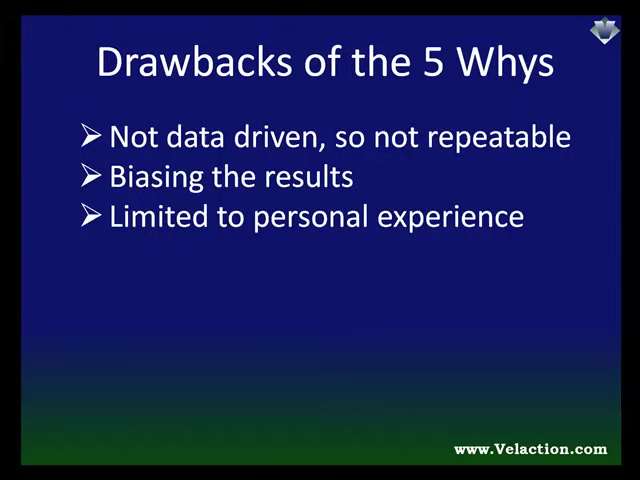 Drawbacks of the 5 Whys
Not data driven, so not repeatable
Biasing the results
Limited to personal experience
www.Velaction.com